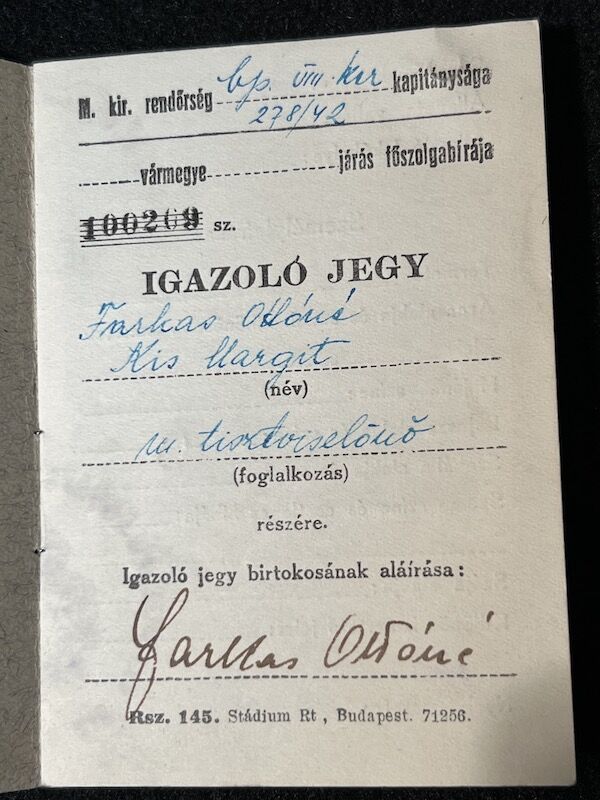 M. kir. rendőrség bp. VIII. ker kapitánysága
278/42
vármegye járás főszolgabírája
100269 sz.
IGAZOLÓ JEGY
Farkas Ottóné
Kis Margit
(név)
m. tisztviselőnő
(foglalkozás)
részére.
Igazoló jegy birtokosának aláírása:
Farkas Ottóné
Rsz. 145. Stádium Rt, Budapest. 71256.